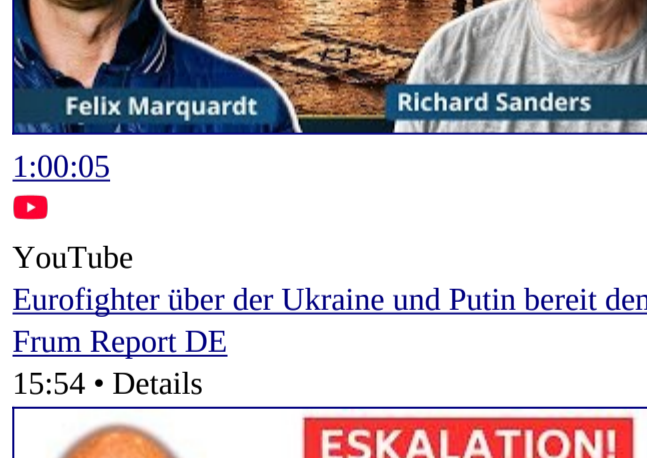 Felix Marquardt
Richard Sanders
1:00:05
YouTube
Eurofighter über der Ukraine und Putin bereit den
Frum Report DE
15:54 • Details
ESKALATION!